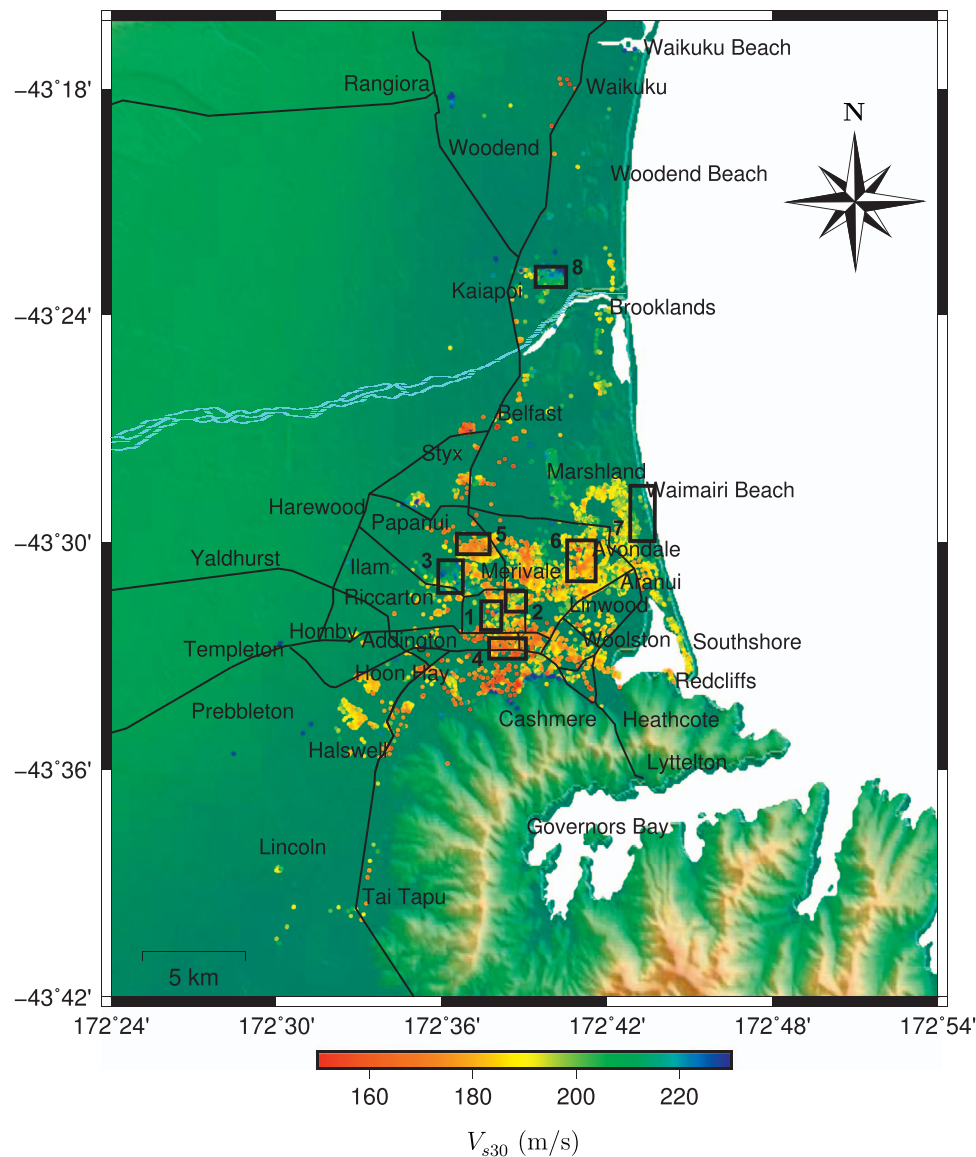 Waikuku Beach
Rangiora
Waikuku
−43˚18'
N
Woodend
Woodend Beach
8
Kaiapoi
Brooklands
−43˚24'
Belfast
Styx
Marshland
Waimairi Beach
Harewood
Papanui
7
5
6
−43˚30'
Avondale
Yaldhurst
Ilam
3
Merivale
Aranui
Riccarton
Linwood
1
2
Hornby
Addington
Woolston
Southshore
Templeton
4
Hoon Hay
Redcliffs
Prebbleton
Cashmere
Heathcote
Halswell
Lyttelton
−43˚36'
Governors Bay
Lincoln
Tai Tapu
5 km
−43˚42'
172˚24' 172˚30' 172˚36' 172˚42' 172˚48' 172˚54'
160 180 200 220
Vs30 (m/s)